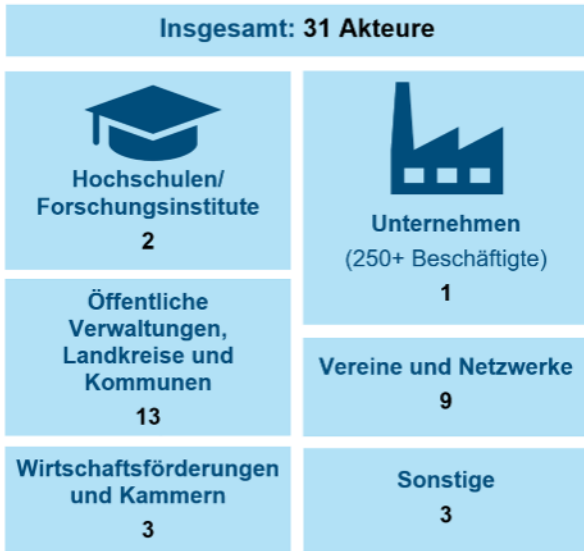 Insgesamt: 31 Akteure
Hochschulen/
Forschungsinstitute
2
Unternehmen
(250+ Beschäftigte)
1
Öffentliche
Verwaltungen,
Landkreise und
Kommunen
13
Vereine und Netzwerke
9
Wirtschaftsförderungen
und Kammern
3
Sonstige
3